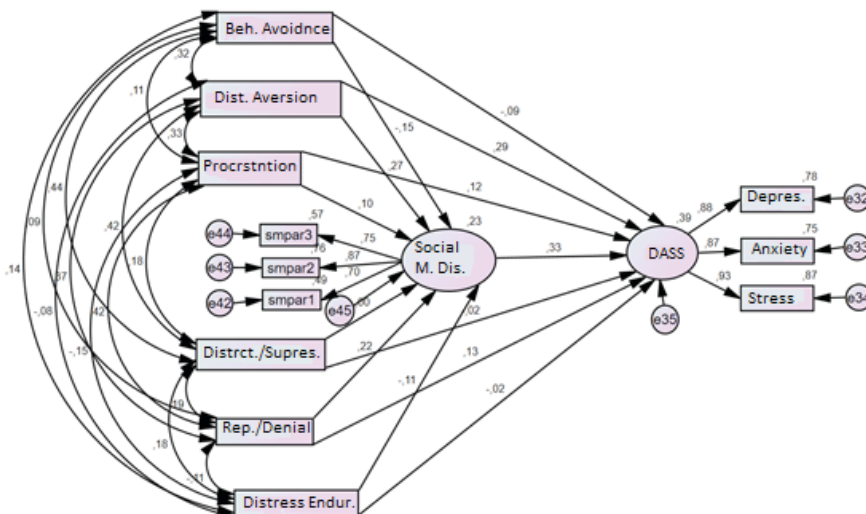 Beh. Avoidnce
,32
-,09
Dist. Aversion
,11
-,15
,29
,33
Procrstntion
,27
,12
,78
,44
,10
,23
,39
,88
Depres.
e32
,09
,42
,57
e44
smpar3
,75
Social
M. Dis.
,33
DASS
,75
,87
Anxiety
e33
,14
,37
,18
,76
e43
smpar2
,87
,70
,49
e42
smpar1
e45
,00
,93
,87
Stress
e34
e35
-,08
,42
,02
Distrct./Supres.
,22
,13
-,15
-,11
-,02
,19
Rep./Denial
,18
-,11
Distress Endur.